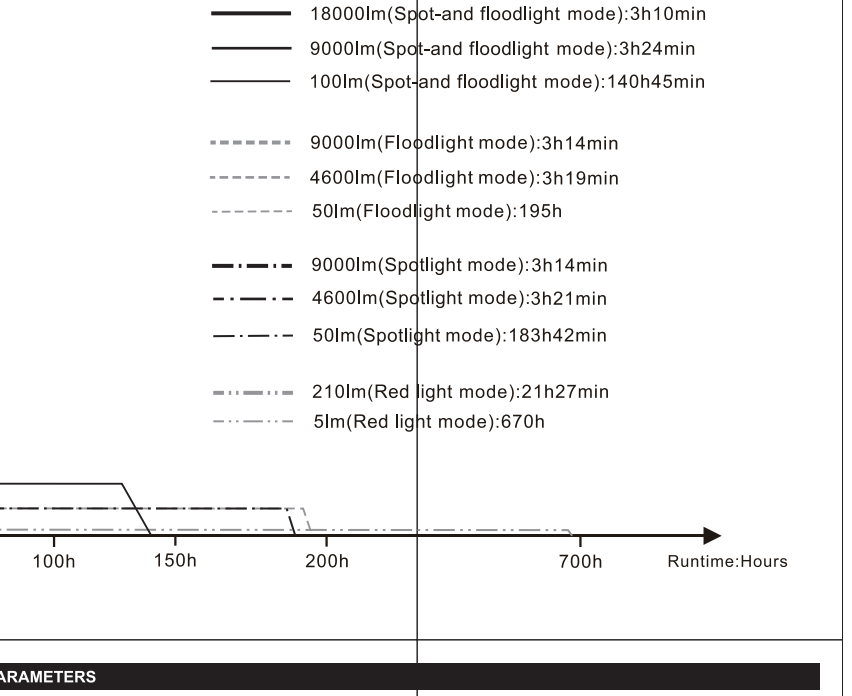 18000lm(Spot-and floodlight mode):3h10min
9000lm(Spot-and floodlight mode):3h24min
100lm(Spot-and floodlight mode):140h45min
9000lm(Floodlight mode):3h14min
4600lm(Floodlight mode):3h19min
50lm(Floodlight mode):195h
9000lm(Spotlight mode):3h14min
4600lm(Spotlight mode):3h21min
50lm(Spotlight mode):183h42min
210lm(Red light mode):21h27min
5lm(Red light mode):670h
100h 150h 200h 700h Runtime:Hours
ARAMETERS